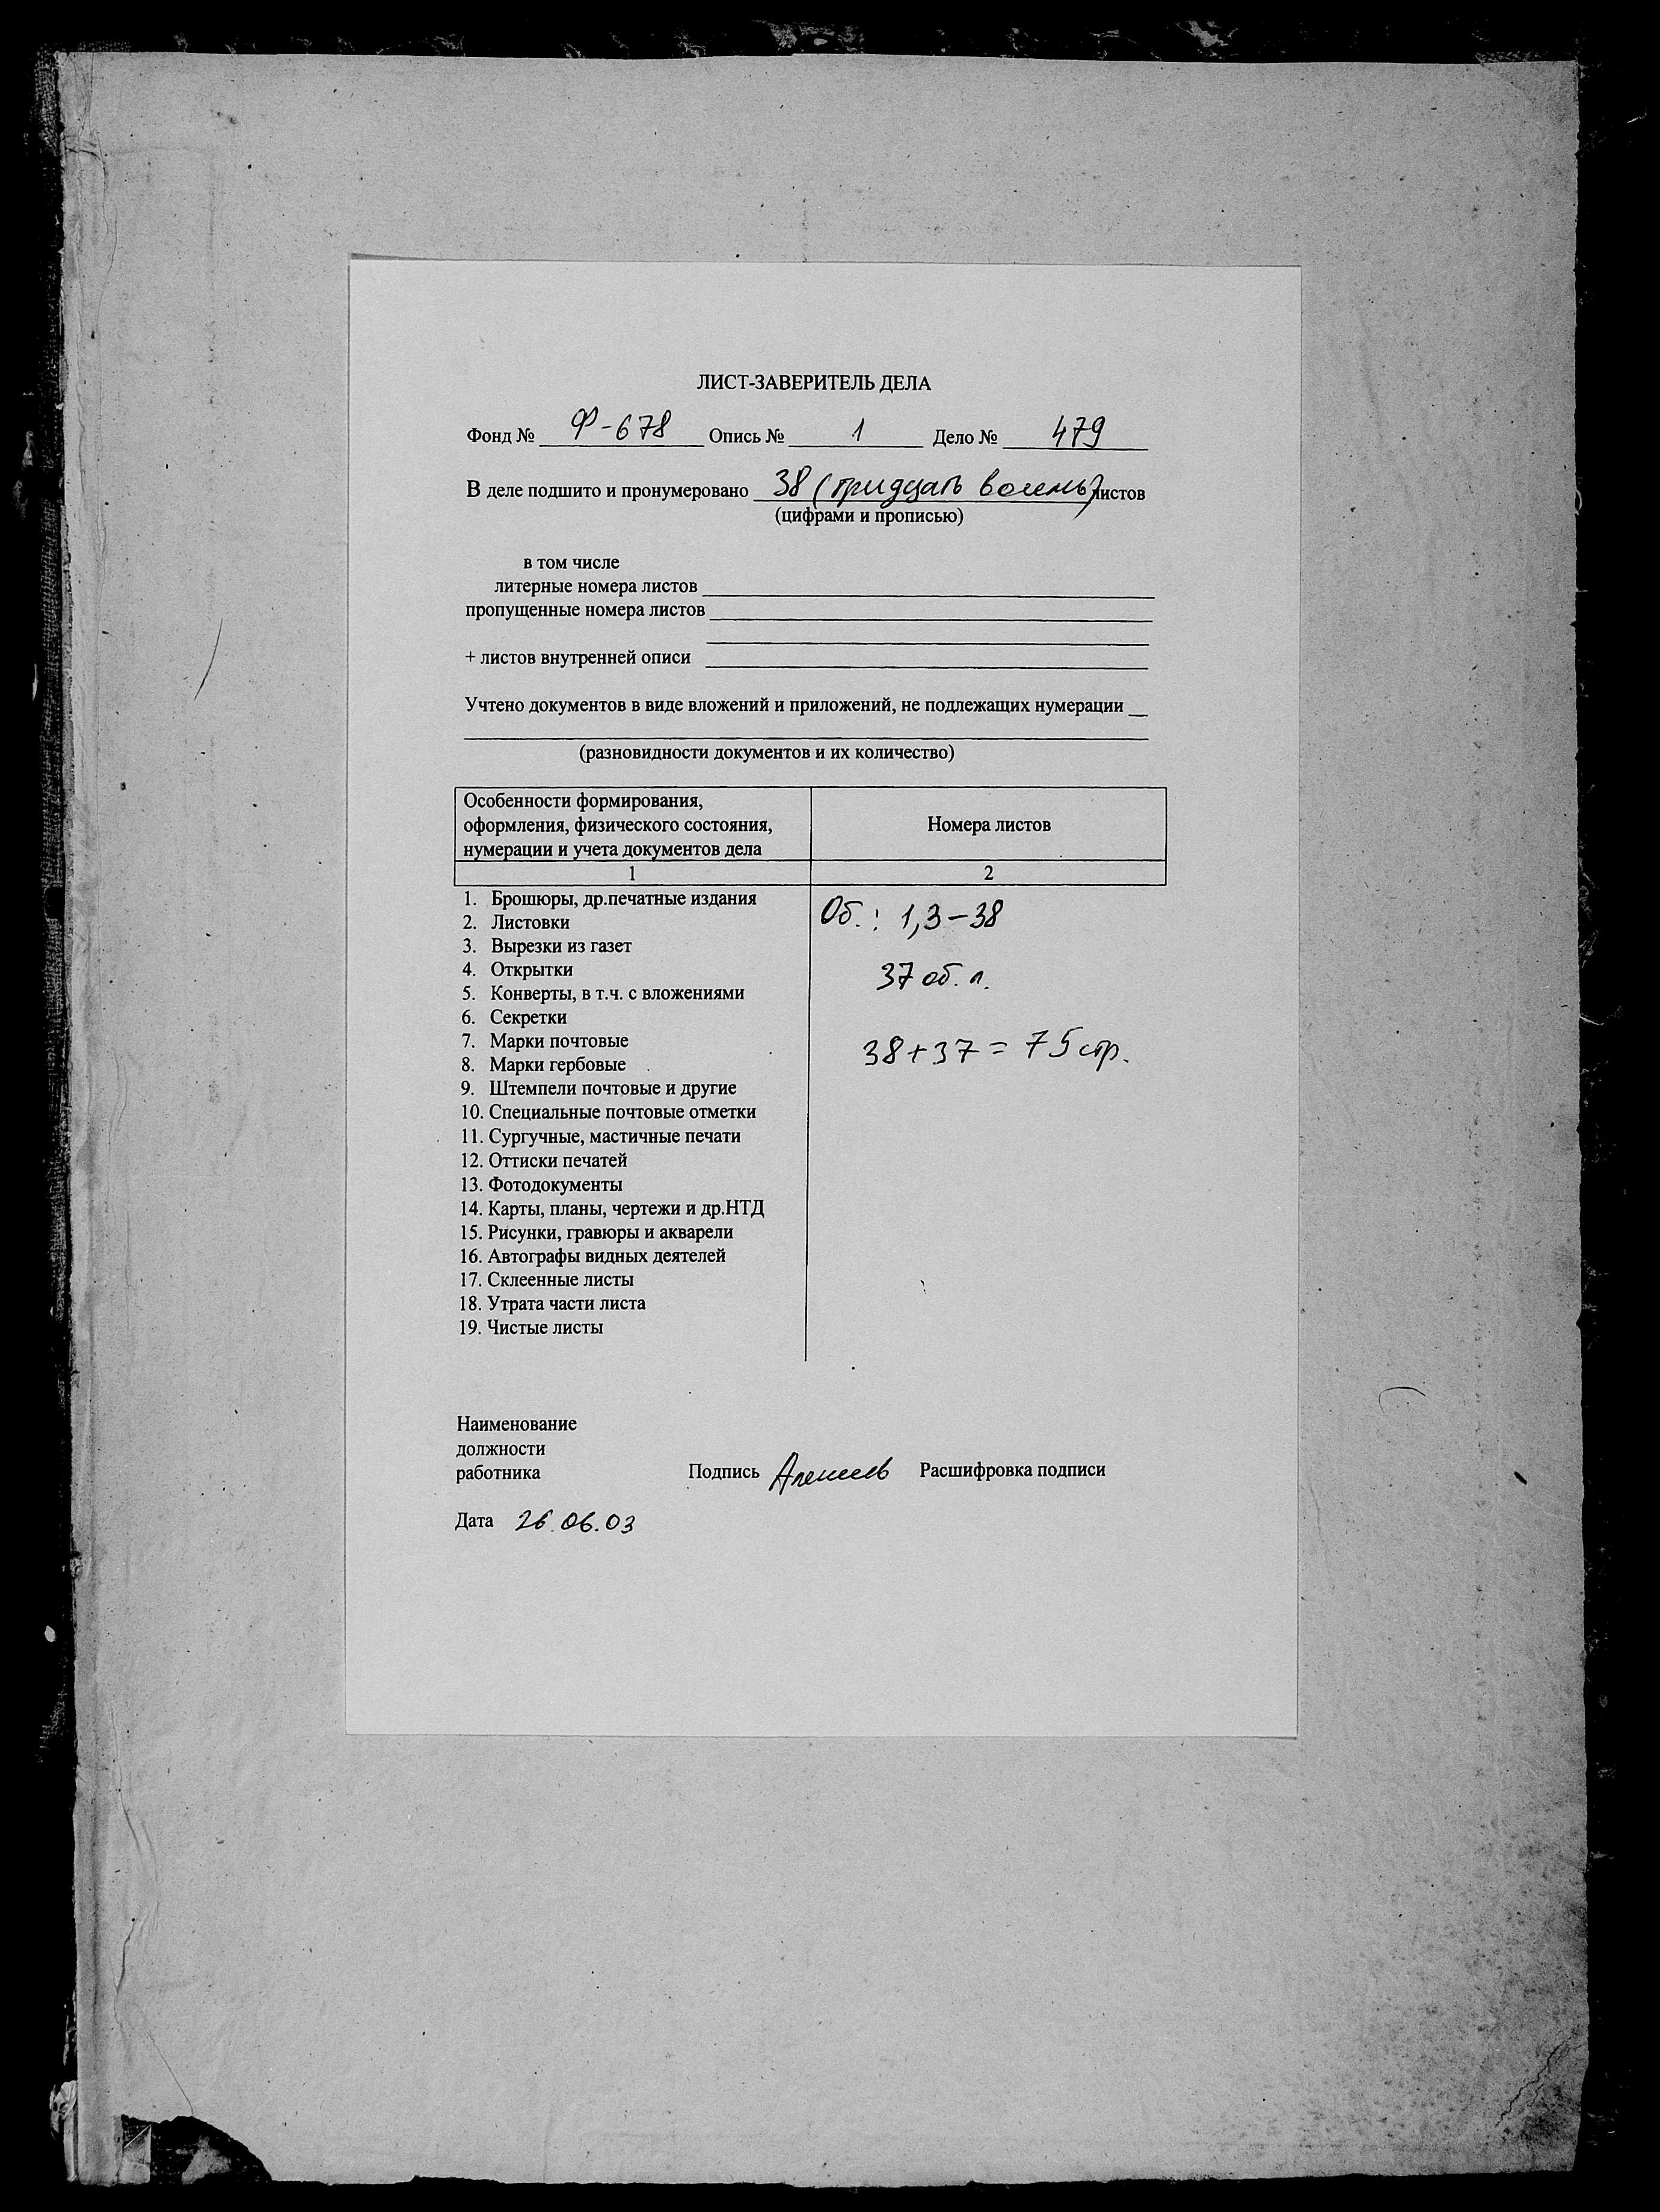 ЛИСТ-ЗАВЕРИТЕЛЬ ДЕЛА
Фонд № Ф-678 Опись № 1 Дело № 479
В деле подшито и пронумеровано 38 (тридцать восемь) листов
(цифрами и прописью)
в том числе
литерные номера листов
пропущенные номера листов
+ листов внутренней описи
Учтено документов в виде вложений и приложений, не подлежащих нумерации
(разновидности документов и их количество)
Особенности формирования,
оформления, физического состояния,
нумерации и учета документов дела
Номера листов
1 2
1. Брошюры, др.печатные издания
2. Листовки
3. Вырезки из газет
4. Открытки
5. Конверты, в т.ч. с вложениями
6. Секретки
7. Марки почтовые
8. Марки гербовые
9. Штемпели почтовые и другие
10. Специальные почтовые отметки
11. Сургучные, мастичные печати
12. Оттиски печатей
13. Фотодокументы
14. Карты, планы, чертежи и др.НТД
15. Рисунки, гравюры и акварели
16. Автографы видных деятелей
17. Склеенные листы
18. Утрата части листа
19. Чистые листы
Об.: 1,3-38
37 об. л.
38+37=75 стр.
Наименование
должности
работника Подпись Расшифровка подписи
Дата 26.06.03